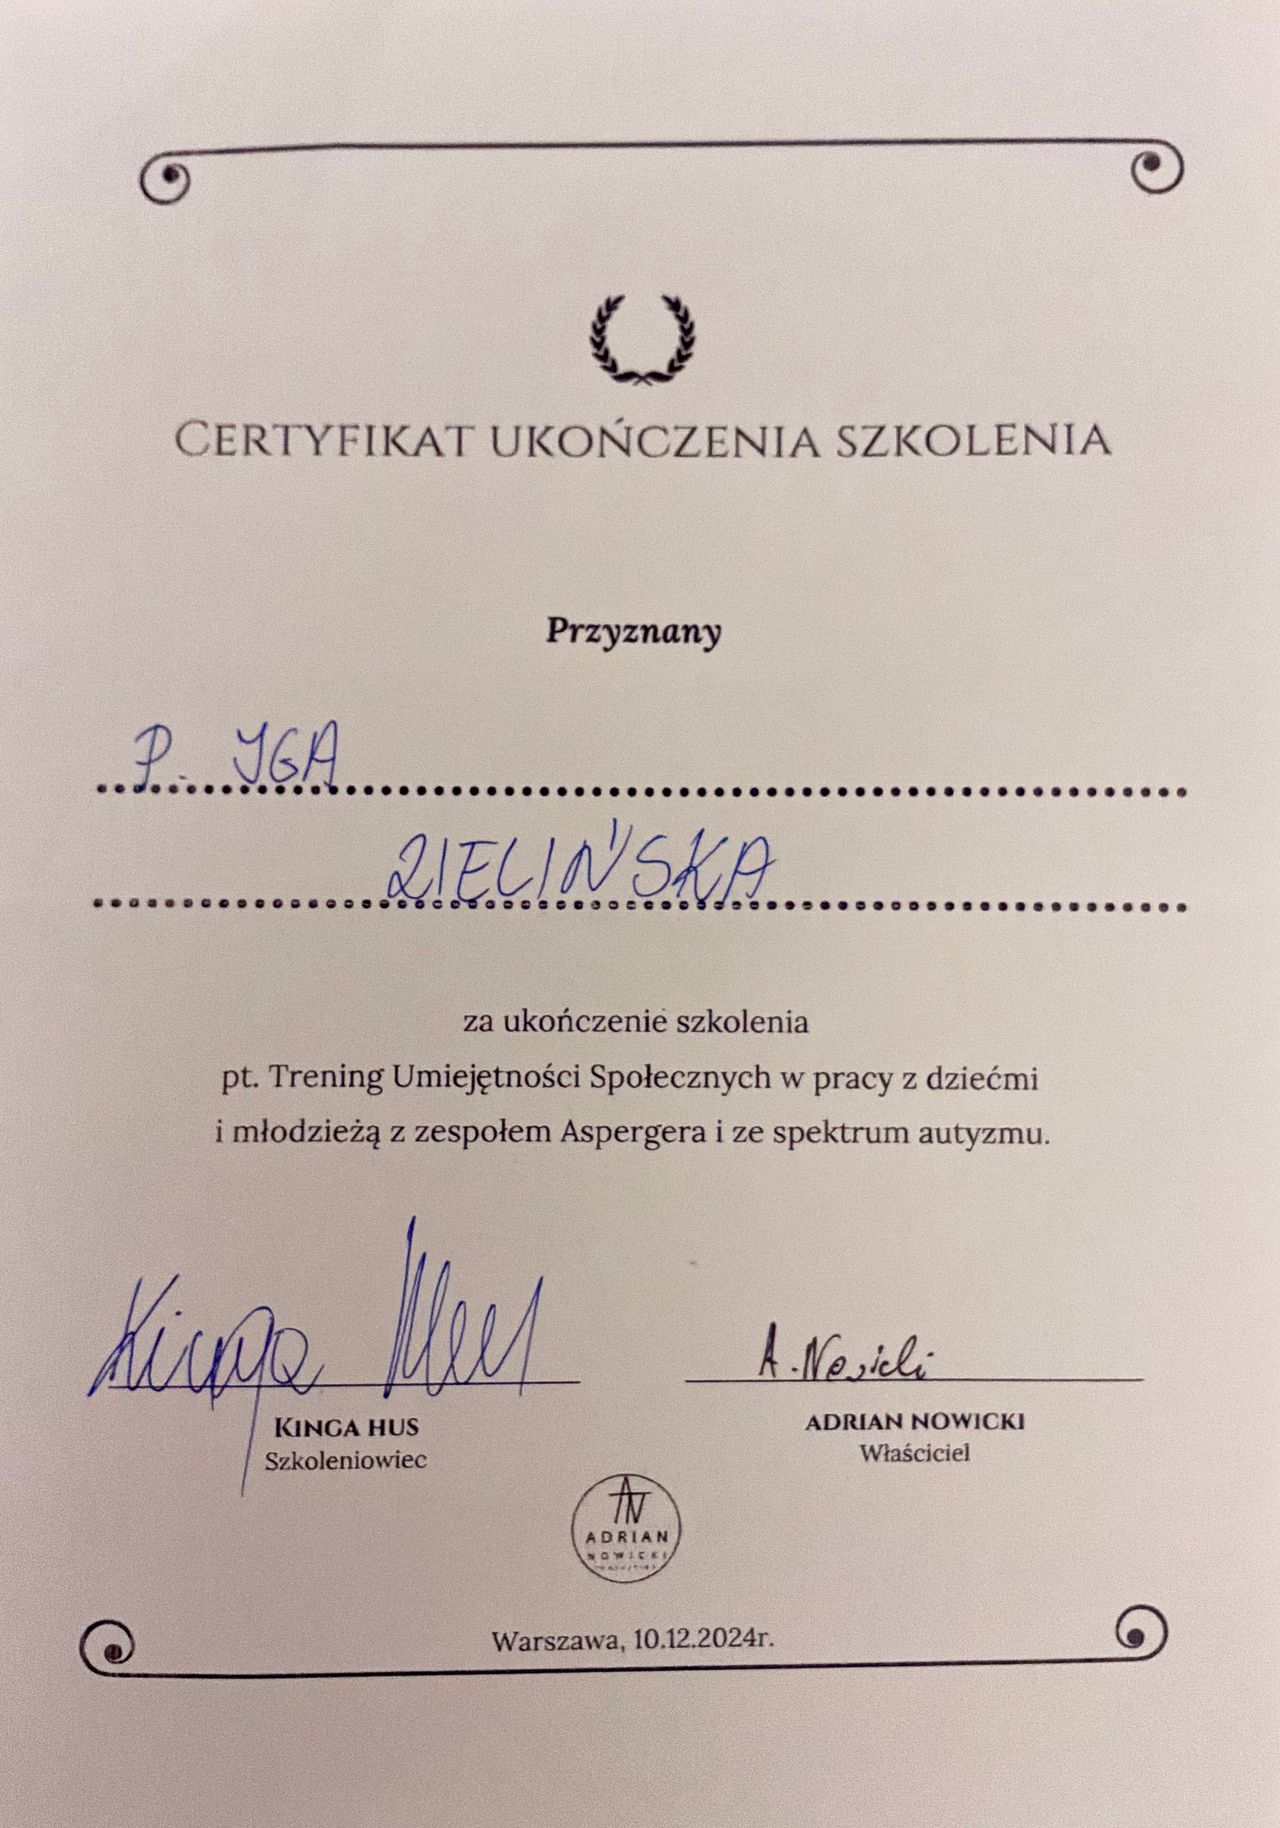 CERTYFIKAT UKOŃCZENIA SZKOLENIA
Przyznany
P. IGA
ZIELIŃSKA
za ukończenie szkolenia
pt. Trening Umiejętności Społecznych w pracy z dziećmi
i młodzieżą z zespołem Aspergera i ze spektrum autyzmu.
Kinga Hus
A. Nowicki
KINGA HUS
ADRIAN NOWICKI
Szkoleniowiec
Właściciel
AN
ADRIAN
NOWICKI
Warszawa, 10.12.2024r.